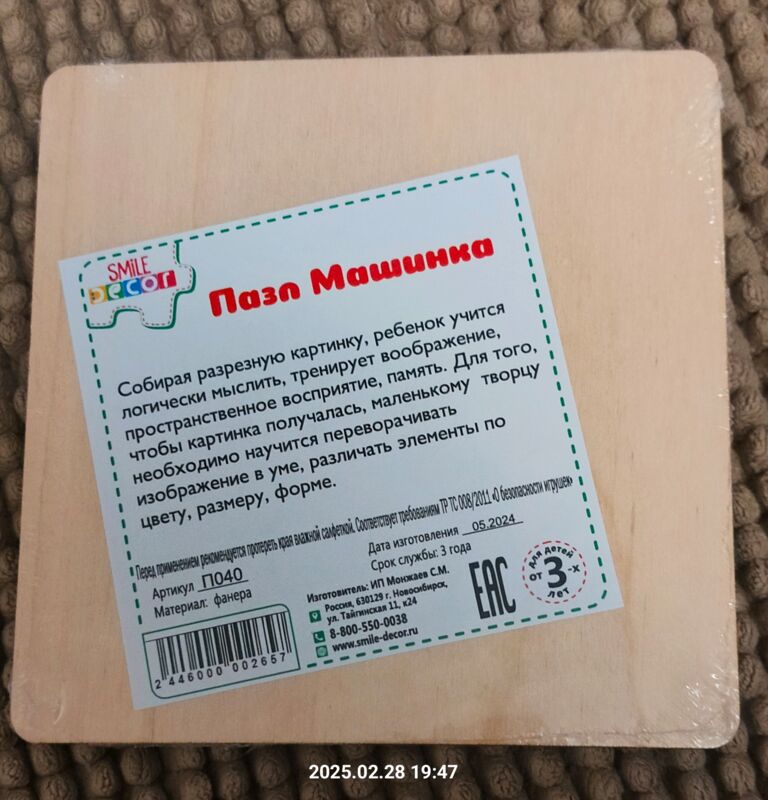 SMiLE
DECOR
Пазл Машинка
Собирая разрезную картинку, ребенок учится
логически мыслить, тренирует воображение,
пространственное восприятие, память. Для того,
чтобы картинка получалась, маленькому творцу
необходимо научится переворачивать
изображение в уме, различать элементы по
цвету, размеру, форме.
Перед применением рекомендуется протереть края влажной салфеткой. Соответствует требованиям ТР ТС 008/2011 «О безопасности игрушек»
Артикул П040
Материал: фанера
Дата изготовления 05.2024
Срок службы: 3 года
Изготовитель: ИП Монжаев С.М.
Россия, 630129 г. Новосибирск,
ул. Тайгинская 11, к24
8-800-550-0038
www.smile-decor.ru
EAC
для детей
от 3-х
лет
2 446000 002657
2025.02.28 19:47